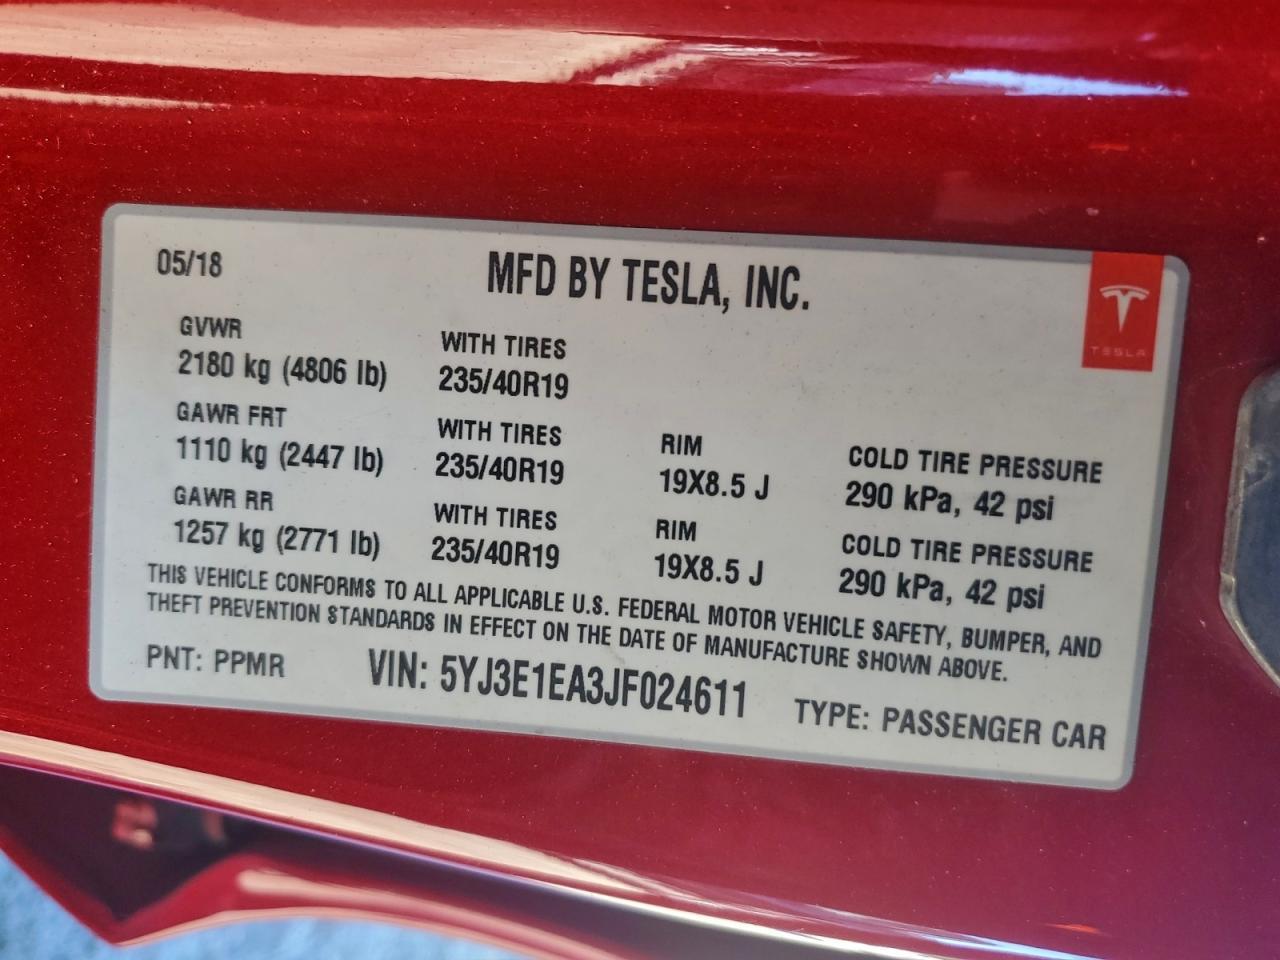 05/18
MFD BY TESLA, INC.
TESLA
GVWR
2180 kg (4806 lb)
WITH TIRES
235/40R19
GAWR FRT
1110 kg (2447 lb)
WITH TIRES
235/40R19
RIM
19X8.5 J
COLD TIRE PRESSURE
290 kPa, 42 psi
GAWR RR
1257 kg (2771 lb)
WITH TIRES
235/40R19
RIM
19X8.5 J
COLD TIRE PRESSURE
290 kPa, 42 psi
THIS VEHICLE CONFORMS TO ALL APPLICABLE U.S. FEDERAL MOTOR VEHICLE SAFETY, BUMPER, AND
THEFT PREVENTION STANDARDS IN EFFECT ON THE DATE OF MANUFACTURE SHOWN ABOVE.
PNT: PPMR
VIN: 5YJ3E1EA3JF024611
TYPE: PASSENGER CAR